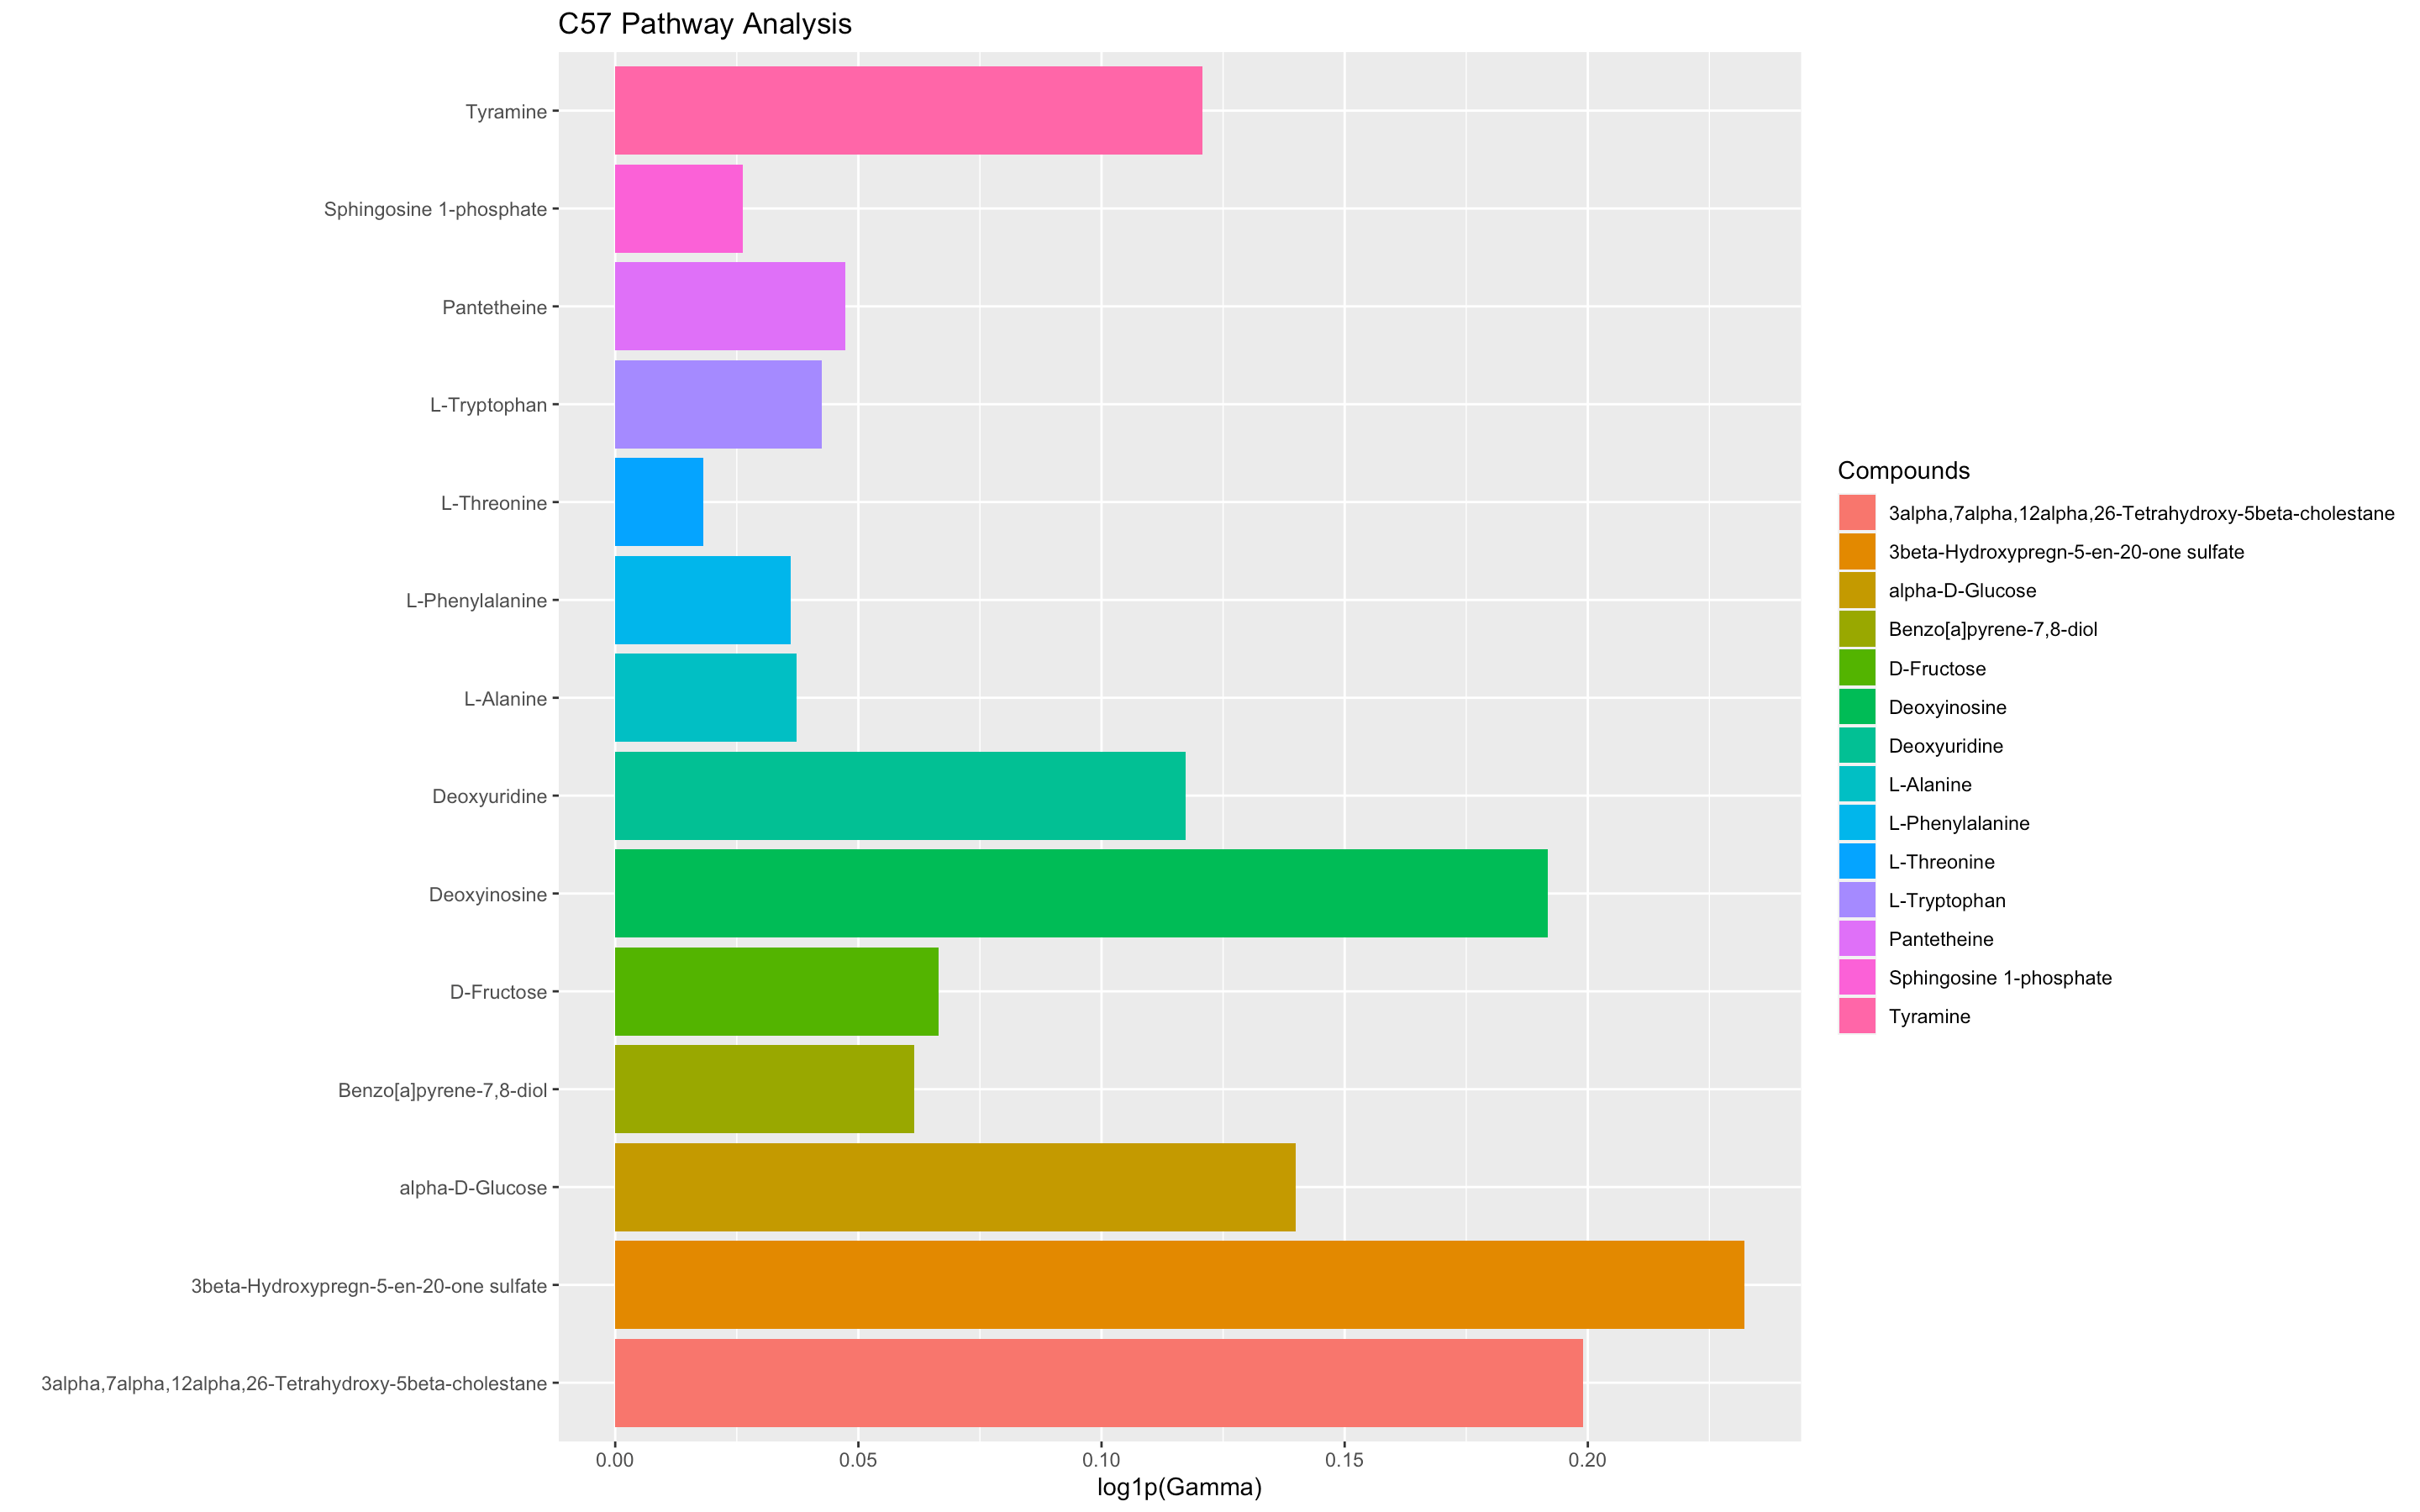 C57 Pathway Analysis
Tyramine
Sphingosine 1-phosphate
Pantetheine
L-Tryptophan
L-Threonine
L-Phenylalanine
L-Alanine
Deoxyuridine
Deoxyinosine
D-Fructose
Benzo[a]pyrene-7,8-diol
alpha-D-Glucose
3beta-Hydroxypregn-5-en-20-one sulfate
3alpha,7alpha,12alpha,26-Tetrahydroxy-5beta-cholestane
0.00 0.05 0.10 0.15 0.20
log1p(Gamma)
Compounds
3alpha,7alpha,12alpha,26-Tetrahydroxy-5beta-cholestane
3beta-Hydroxypregn-5-en-20-one sulfate
alpha-D-Glucose
Benzo[a]pyrene-7,8-diol
D-Fructose
Deoxyinosine
Deoxyuridine
L-Alanine
L-Phenylalanine
L-Threonine
L-Tryptophan
Pantetheine
Sphingosine 1-phosphate
Tyramine